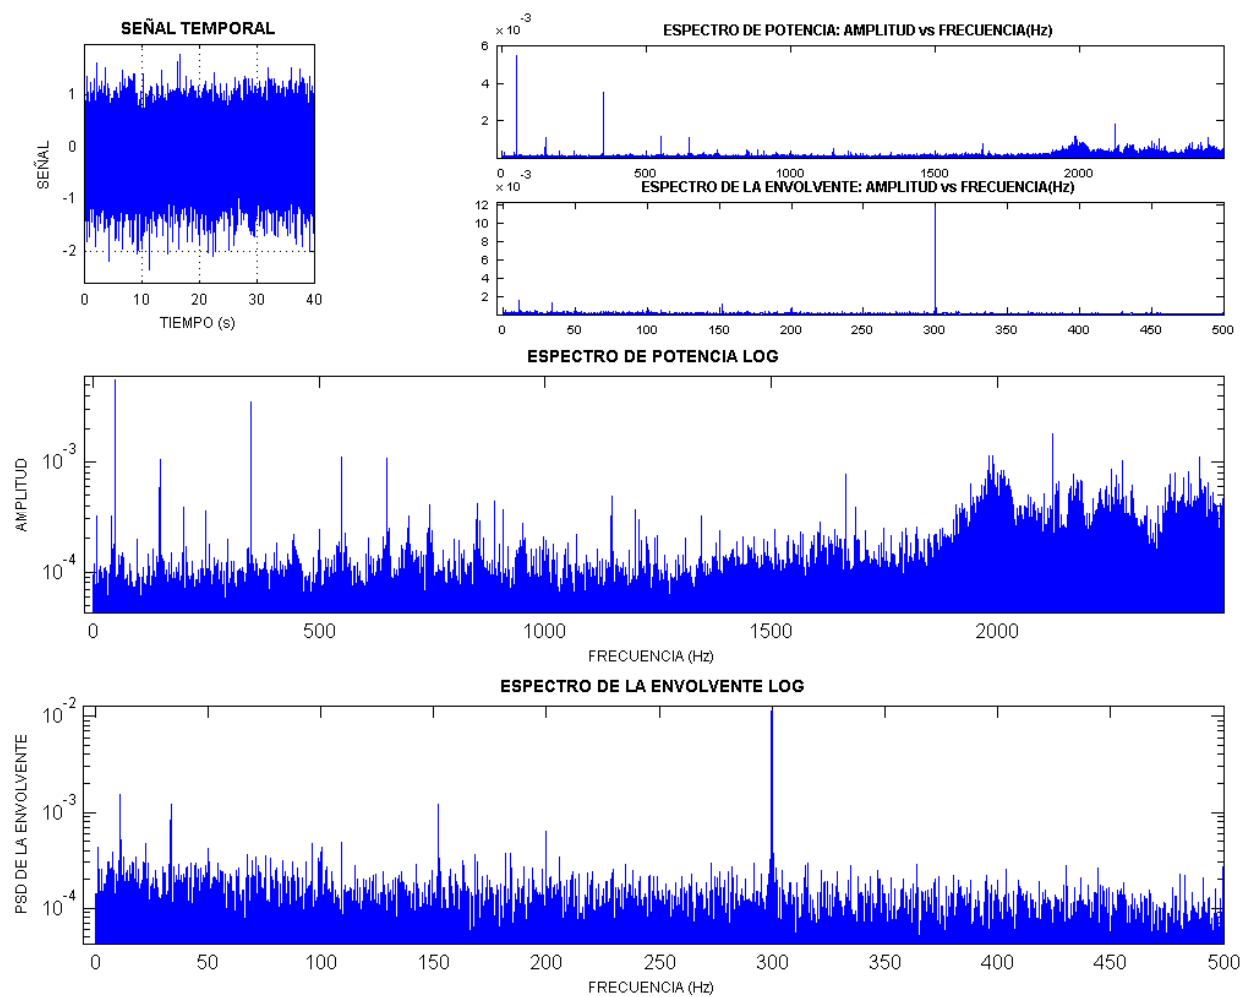 SEÑAL TEMPORAL
SEÑAL
1
0
-1
-2
0 10 20 30 40
TIEMPO (s)
× 10 -3
ESPECTRO DE POTENCIA: AMPLITUD vs FRECUENCIA(Hz)
6
4
2
0 500 1000 1500 2000
× 10 -3
ESPECTRO DE LA ENVOLVENTE: AMPLITUD vs FRECUENCIA(Hz)
12
10
8
6
4
2
0 50 100 150 200 250 300 350 400 450 500
ESPECTRO DE POTENCIA LOG
AMPLITUD
10 -3
10 -4
0 500 1000 1500 2000
FRECUENCIA (Hz)
ESPECTRO DE LA ENVOLVENTE LOG
PSD DE LA ENVOLVENTE
10 -2
10 -3
10 -4
0 50 100 150 200 250 300 350 400 450 500
FRECUENCIA (Hz)